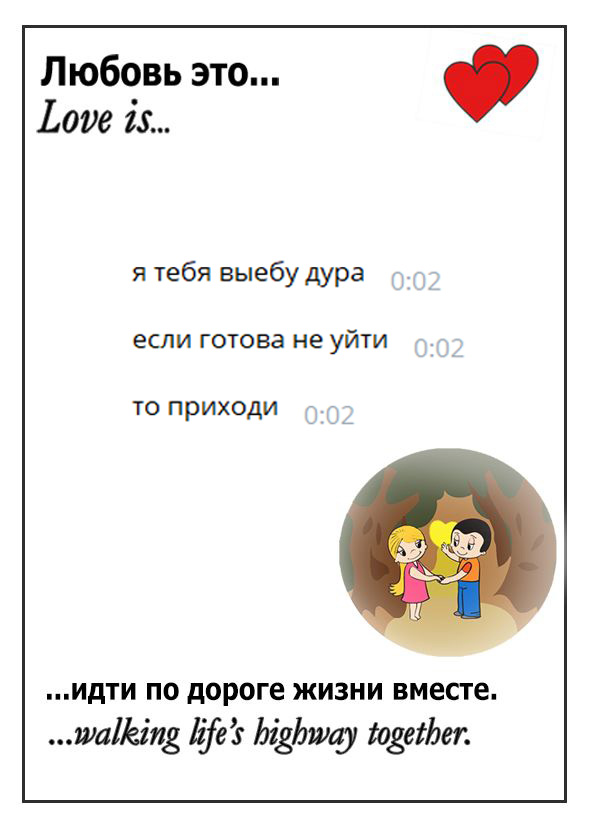 Любовь это...
Love is...
я тебя выебу дура 0:02
если готова не уйти 0:02
то приходи 0:02
...идти по дороге жизни вместе.
...walking life's highway together.